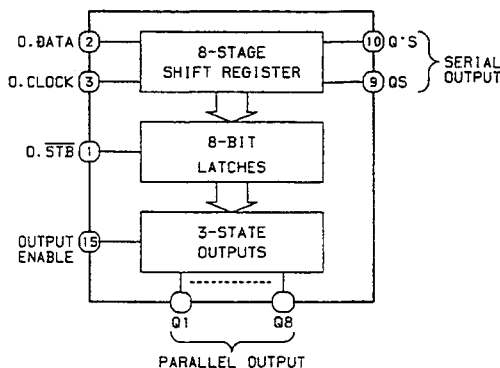 O.DATA 2
8-STAGE
SHIFT REGISTER
10 Q'S
O.CLOCK 3
9 QS
SERIAL
OUTPUT
O.STB 1
8-BIT
LATCHES
OUTPUT
ENABLE
15
3-STATE
OUTPUTS
Q1
Q8
PARALLEL OUTPUT